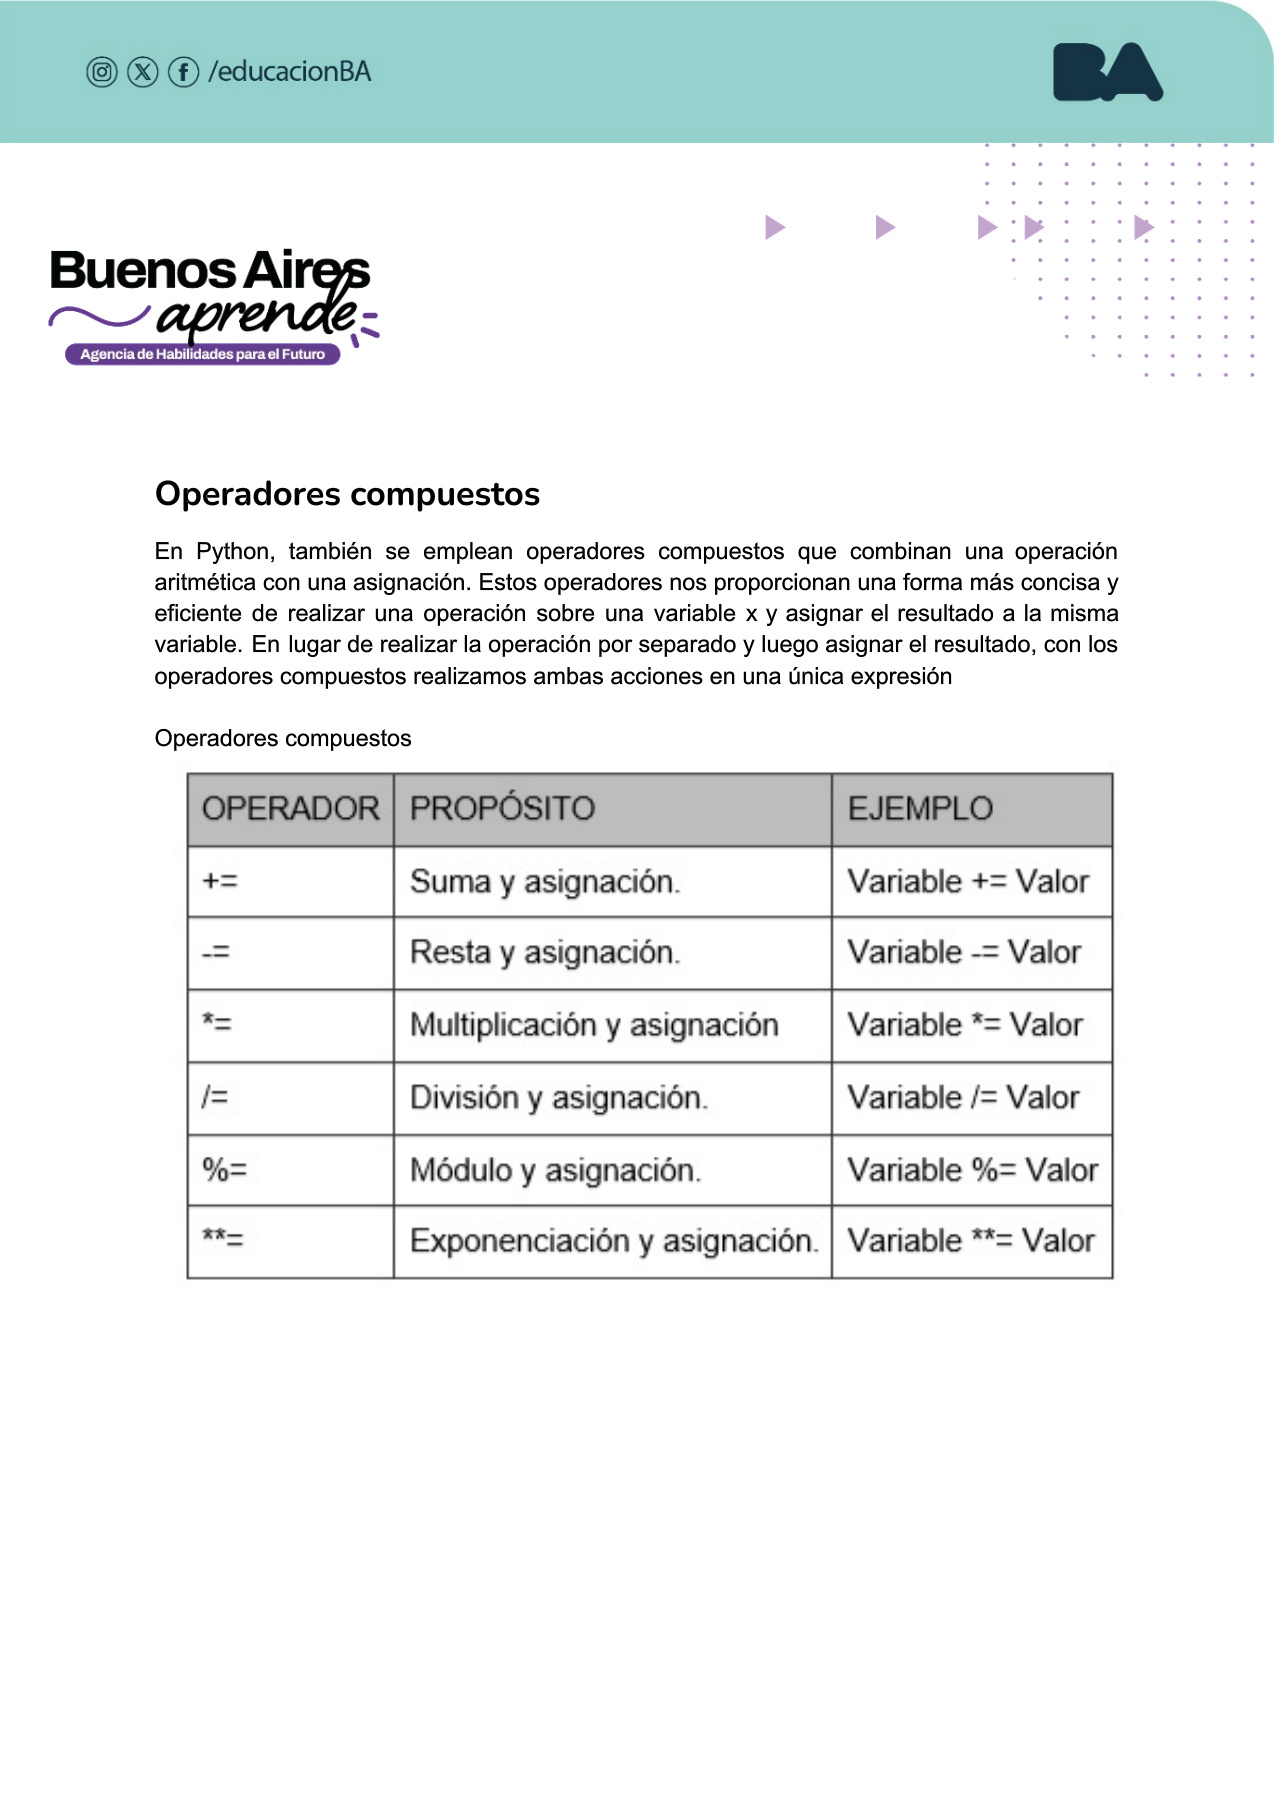 /educacionBA
BA
Buenos Aires
aprende
Agencia de Habilidades para el Futuro
Operadores compuestos
En Python, también se emplean operadores compuestos que combinan una operación
aritmética con una asignación. Estos operadores nos proporcionan una forma más concisa y
eficiente de realizar una operación sobre una variable x y asignar el resultado a la misma
variable. En lugar de realizar la operación por separado y luego asignar el resultado, con los
operadores compuestos realizamos ambas acciones en una única expresión
Operadores compuestos
OPERADOR PROPÓSITO EJEMPLO
+= Suma y asignación. Variable += Valor
-= Resta y asignación. Variable -= Valor
*= Multiplicación y asignación Variable *= Valor
/= División y asignación. Variable /= Valor
%= Módulo y asignación. Variable %= Valor
**= Exponenciación y asignación. Variable **= Valor